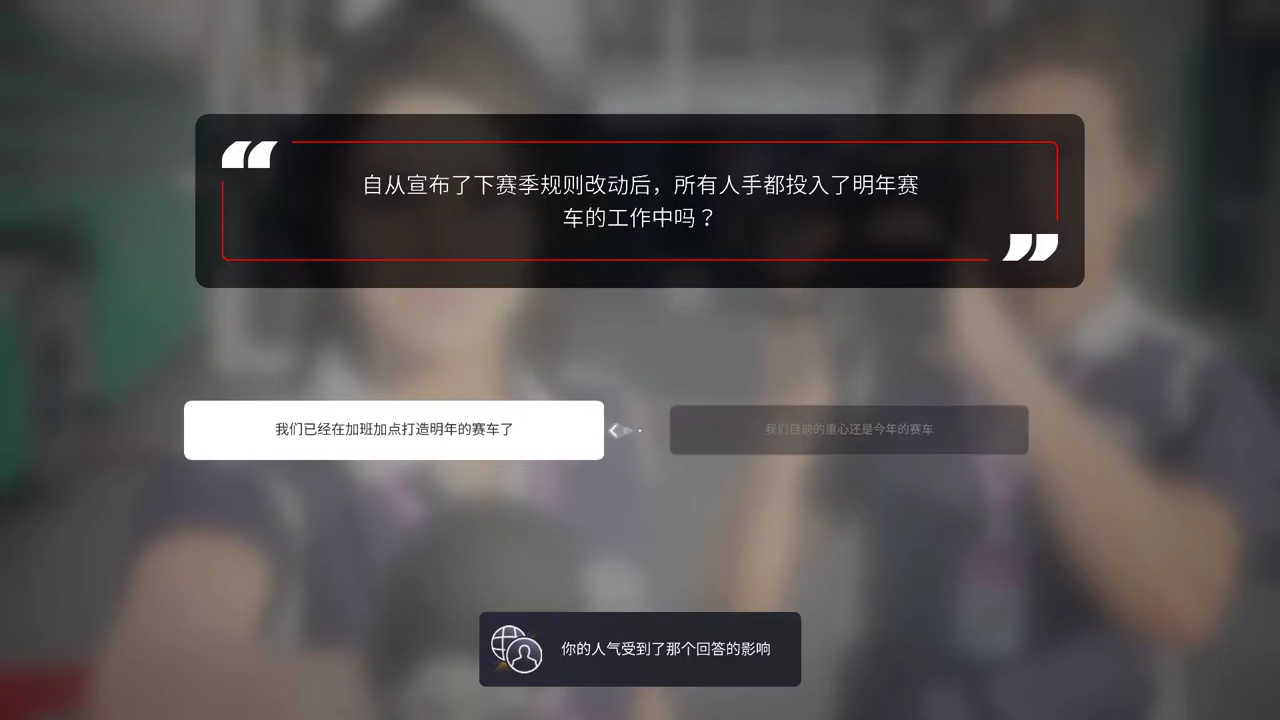 自从宣布了下赛季规则改动后，所有人手都投入了明年赛
车的工作中吗？
我们已经在加班加点打造明年的赛车了
我们目前的重心还是今年的赛车
你的人气受到了那个回答的影响